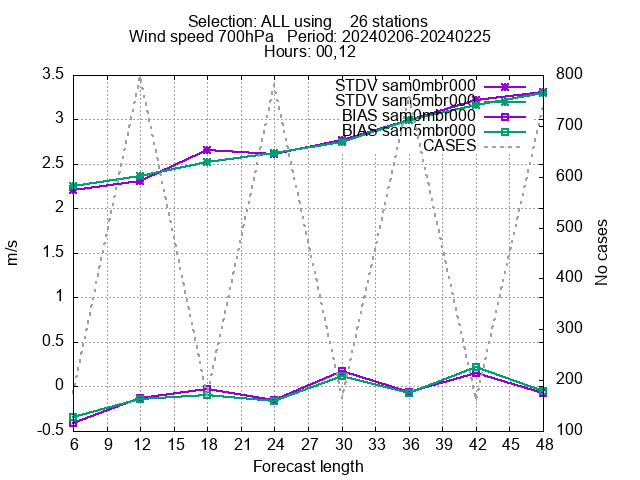 Selection: ALL using 26 stations
Wind speed 700hPa Period: 20240206-20240225
Hours: 00,12
STDV sam0mbr000
STDV sam5mbr000
BIAS sam0mbr000
BIAS sam5mbr000
CASES
3.5
3
2.5
2
1.5
1
0.5
0
-0.5
m/s
800
700
600
500
400
300
200
100
No cases
6 9 12 15 18 21 24 27 30 33 36 39 42 45 48
Forecast length